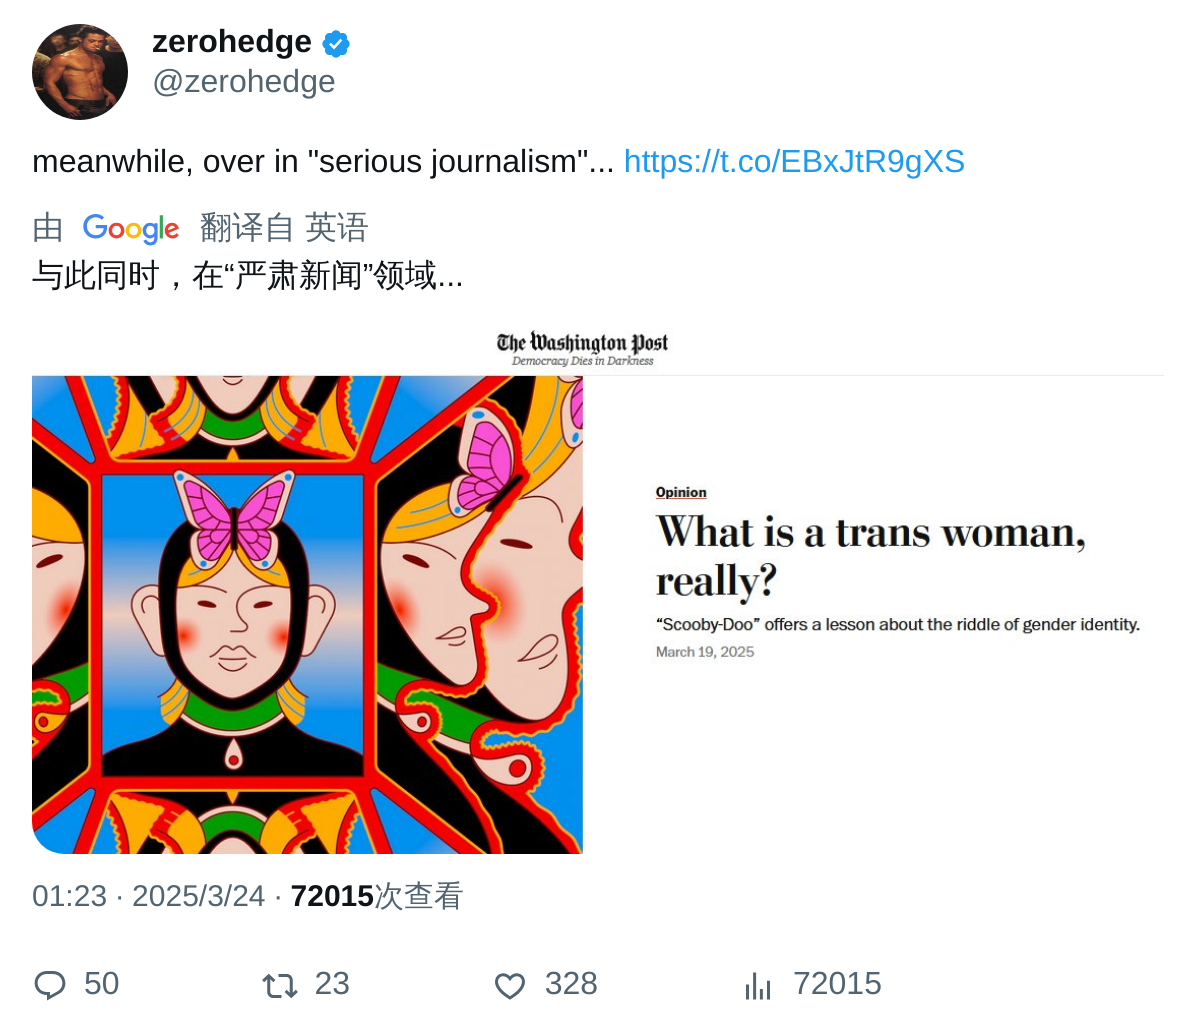 zerohedge
@zerohedge
meanwhile, over in "serious journalism"... https://t.co/EBxJtR9gXS
由 Google 翻译自 英语
与此同时，在“严肃新闻”领域...
The Washington Post
Democracy Dies in Darkness
Opinion
What is a trans woman,
really?
“Scooby-Doo” offers a lesson about the riddle of gender identity.
March 19, 2025
01:23 · 2025/3/24 · 72015次查看
50 23 328 72015